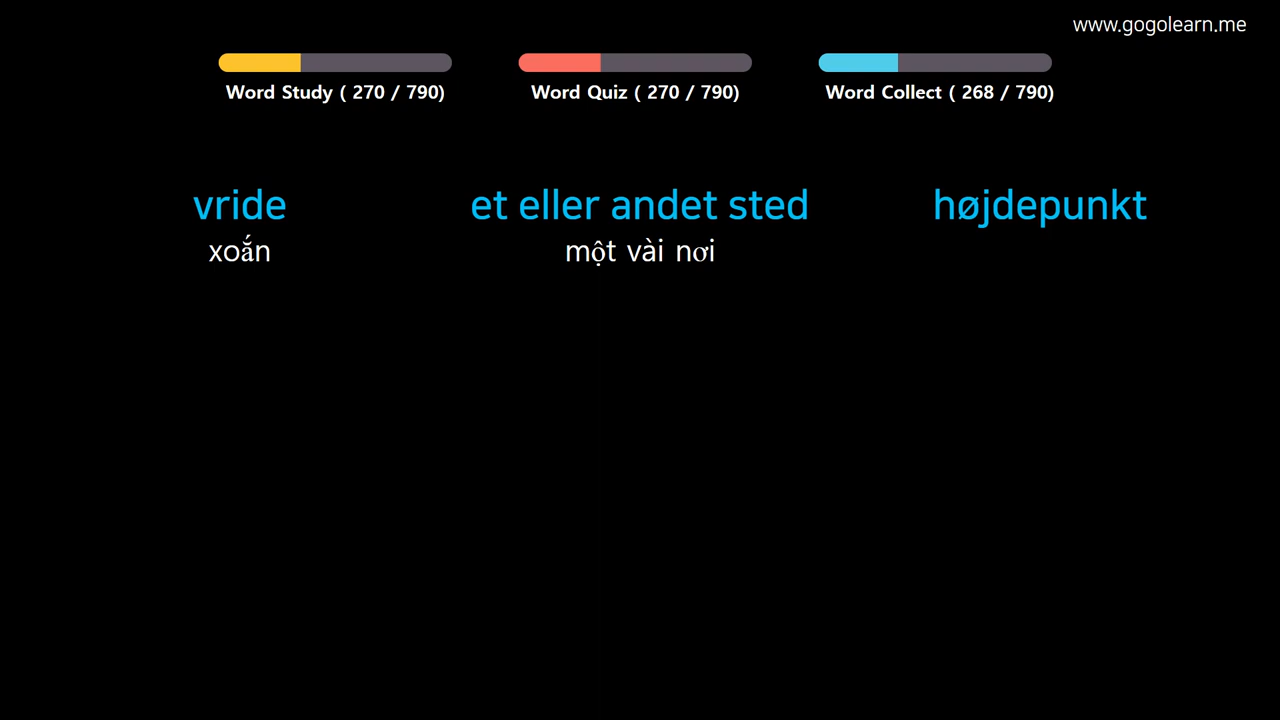 www.gogolearn.me
Word Study ( 270 / 790)
Word Quiz ( 270 / 790)
Word Collect ( 268 / 790)
vride
xoắn
et eller andet sted
một vài nơi
højdepunkt